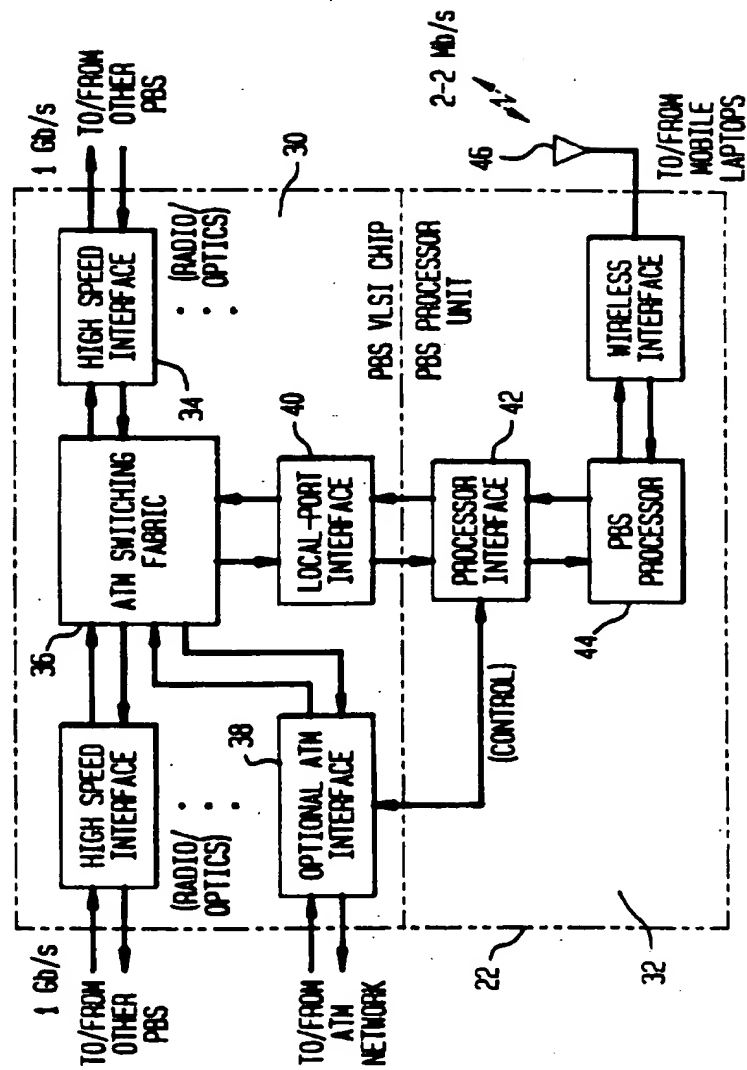 1 Gb/s
TO/FROM
OTHER
PBS
HIGH SPEED
INTERFACE
(RADIO/
OPTICS)
36
ATM SWITCHING
FABRIC
HIGH SPEED
INTERFACE
34
(RADIO/
OPTICS)
1 Gb/s
TO/FROM
OTHER
PBS
30
TO/FROM
ATM
NETWORK
38
OPTIONAL ATM
INTERFACE
40
LOCAL-PORT
INTERFACE
PBS VLSI CHIP
PBS PROCESSOR
UNIT
(CONTROL)
42
PROCESSOR
INTERFACE
44
PBS
PROCESSOR
WIRELESS
INTERFACE
46
2-2 Mb/s
TO/FROM
MOBILE
LAPTOPS
22
32